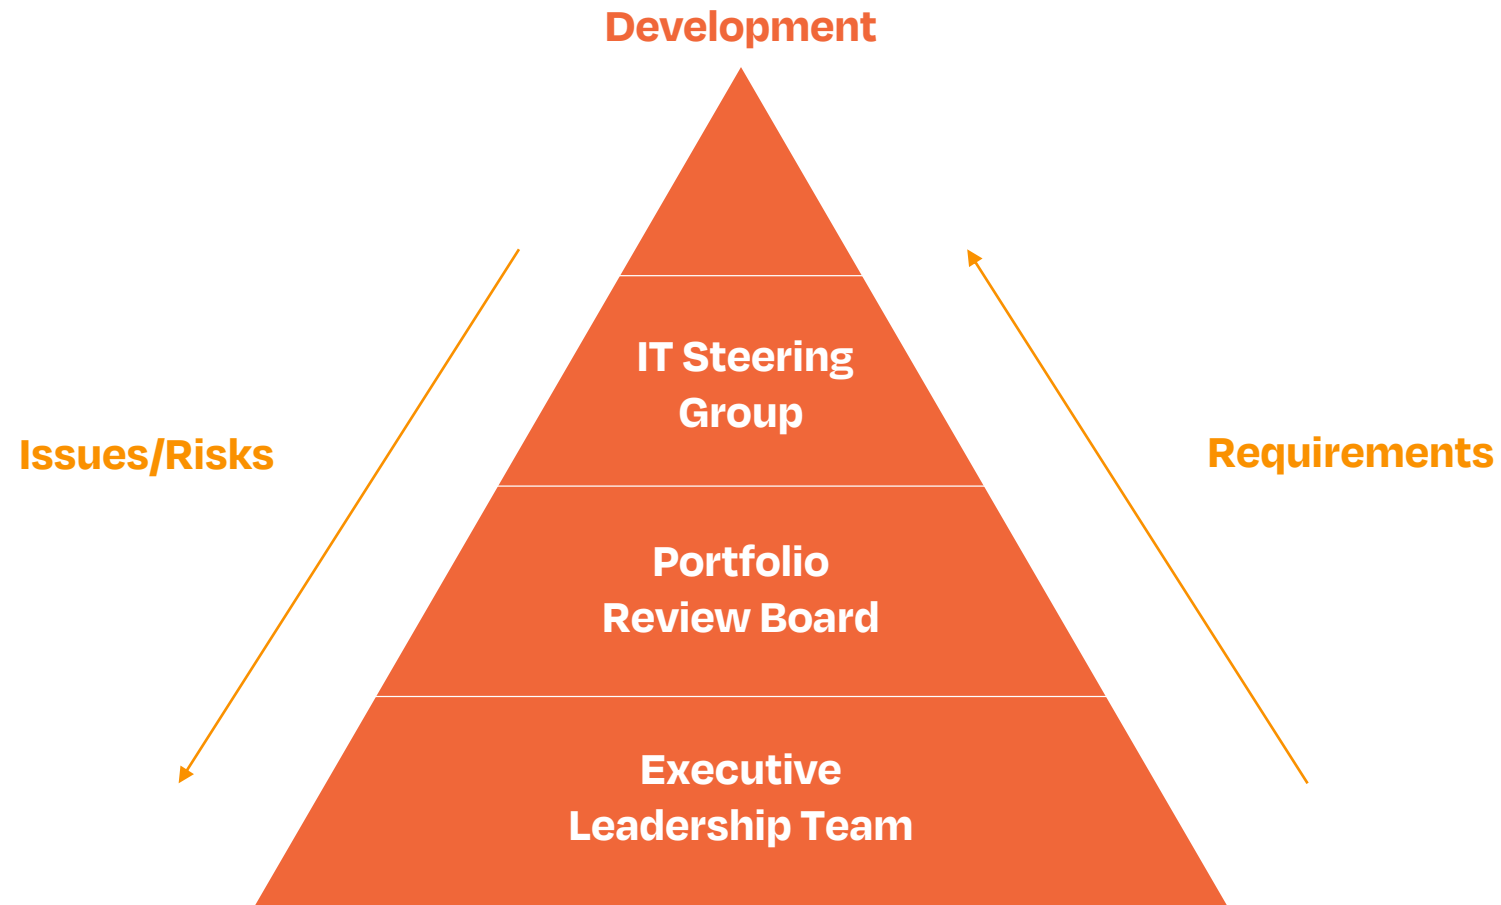 Development
IT Steering
Group
Issues/Risks
Requirements
Portfolio
Review Board
Executive
Leadership Team